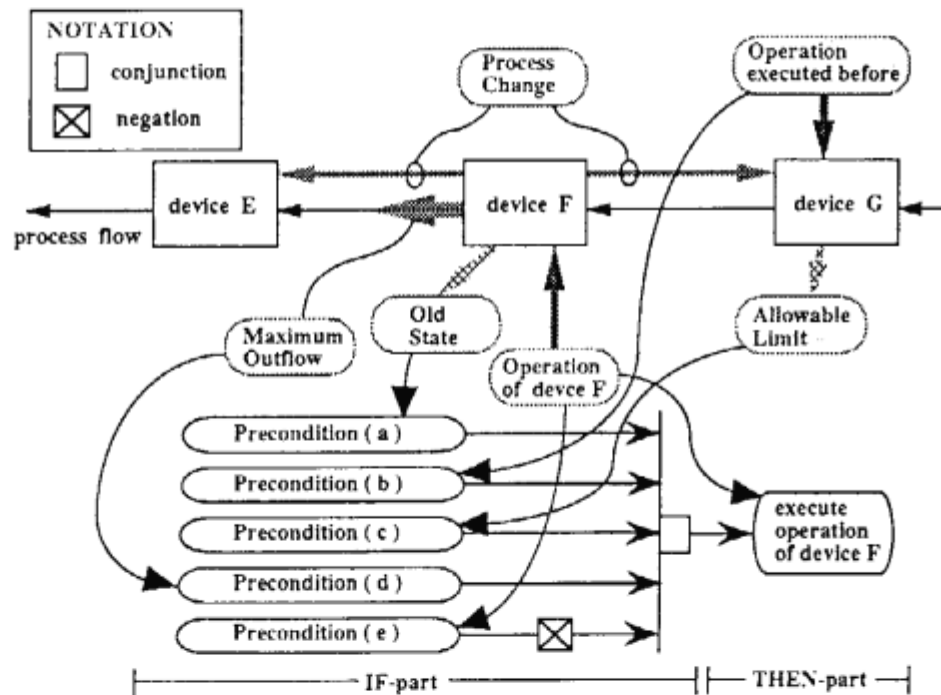 NOTATION
conjunction
negation
Process
Change
Operation
executed before
device E
device F
device G
process flow
Maximum
Outflow
Old
State
Operation
of devce F
Allowable
Limit
Precondition ( a )
Precondition ( b )
Precondition ( c )
Precondition ( d )
Precondition ( e )
execute
operation
of device F
IF-part
THEN-part